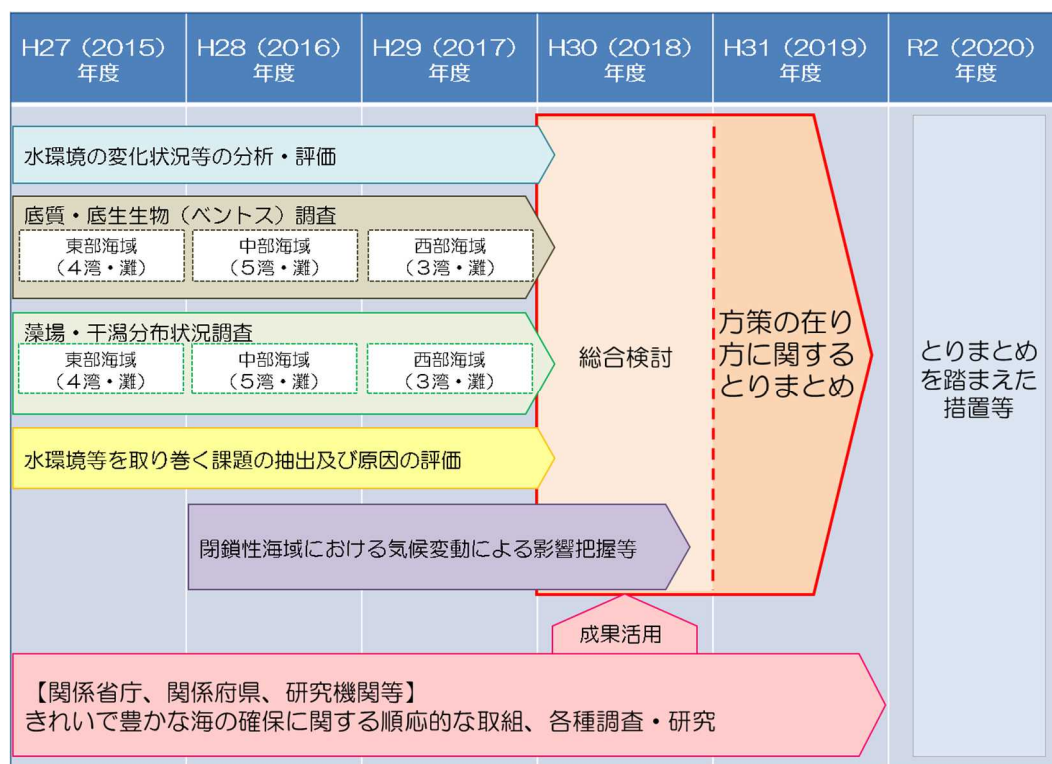 H27（2015）
年度
H28（2016）
年度
H29（2017）
年度
H30（2018）
年度
H31（2019）
年度
R2（2020）
年度
水環境の変化状況等の分析・評価
底質・底生生物（ベントス）調査
東部海域
（４湾・灘）
中部海域
（５湾・灘）
西部海域
（３湾・灘）
藻場・干潟分布状況調査
東部海域
（４湾・灘）
中部海域
（５湾・灘）
西部海域
（３湾・灘）
水環境等を取り巻く課題の抽出及び原因の評価
閉鎖性海域における気候変動による影響把握等
総合検討
方策の在り
方に関する
とりまとめ
とりまとめ
を踏まえた
措置等
成果活用
【関係省庁、関係府県、研究機関等】
きれいで豊かな海の確保に関する順応的な取組、各種調査・研究